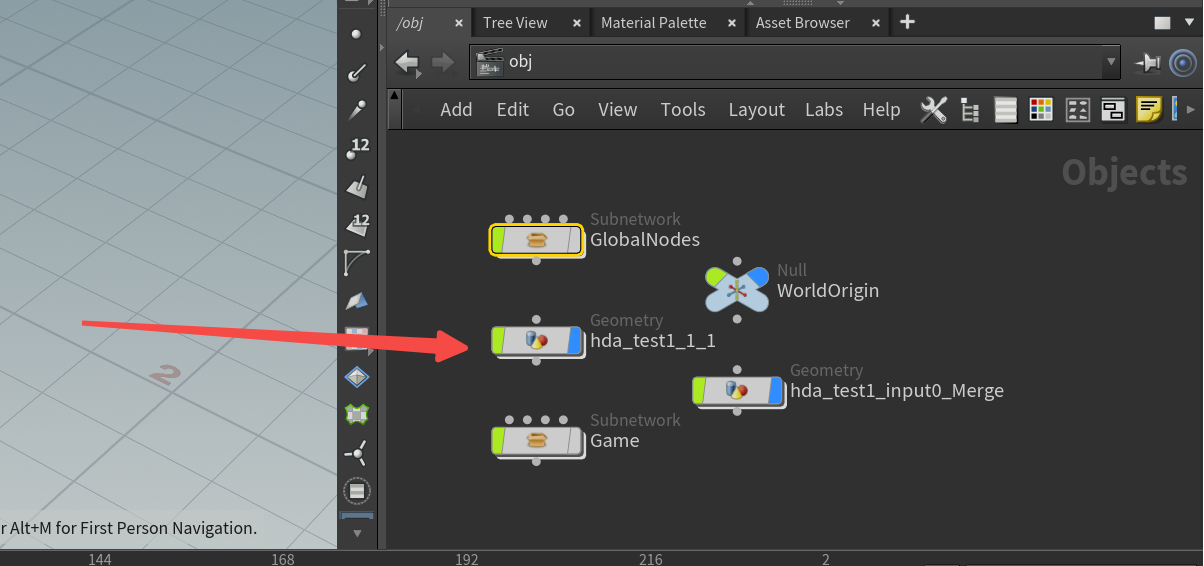 /obj
Tree View
Material Palette
Asset Browser
obj
Add Edit Go View Tools Layout Labs Help
Objects
Subnetwork
GlobalNodes
Null
WorldOrigin
Geometry
hda_test1_1_1
Geometry
hda_test1_input0_Merge
Subnetwork
Game
12
12
2
r Alt+M for First Person Navigation.
144 168 192 216 2